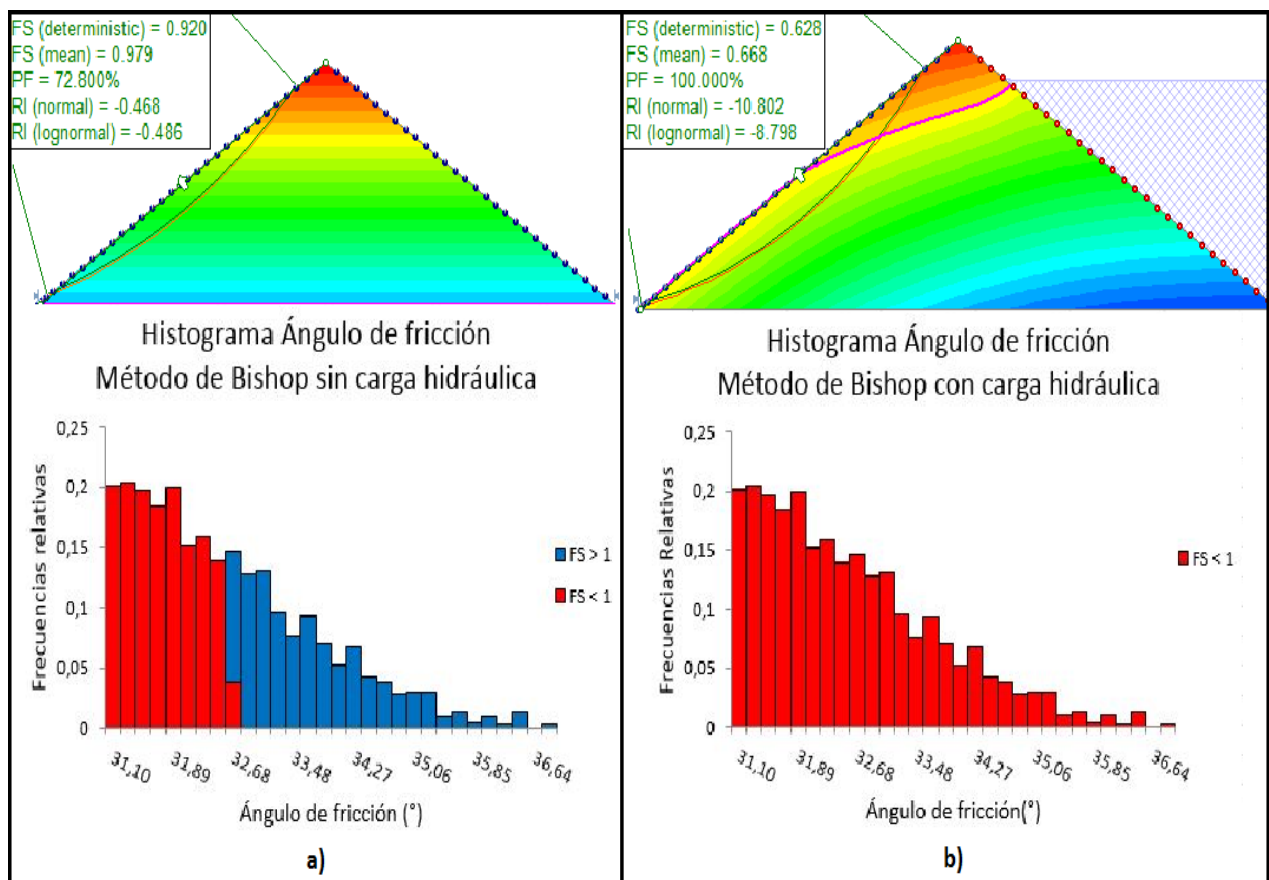 FS (deterministic) = 0.920
FS (mean) = 0.979
PF = 72.800%
RI (normal) = -0.468
RI (lognormal) = -0.486
Histograma Ángulo de fricción
Método de Bishop sin carga hidráulica
Frecuencias relativas
0,25
0,2
0,15
0,1
0,05
0
FS > 1
FS < 1
31,10 31,89 32,68 33,48 34,27 35,06 35,85 36,64
Ángulo de fricción (°)
a)
FS (deterministic) = 0.628
FS (mean) = 0.668
PF = 100.000%
RI (normal) = -10.802
RI (lognormal) = -8.798
Histograma Ángulo de fricción
Método de Bishop con carga hidráulica
Frecuencias Relativas
0,25
0,2
0,15
0,1
0,05
0
FS < 1
31,10 31,89 32,68 33,48 34,27 35,06 35,85 36,64
Ángulo de fricción(°)
b)